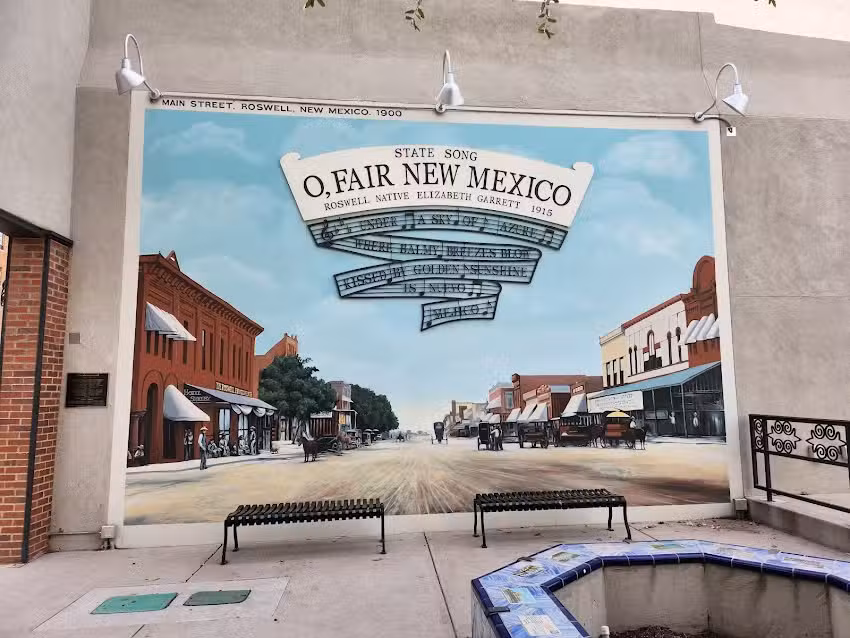 MAIN STREET. ROSWELL, NEW MEXICO. 1900
STATE SONG
O, FAIR NEW MEXICO
ROSWELL NATIVE ELIZABETH GARRETT 1915
UNDER A SKY OF AZURE
WHERE BALMY BREEZES BLOW
KISSED BY GOLDEN SUNSHINE
IS NUEVO
MEJICO